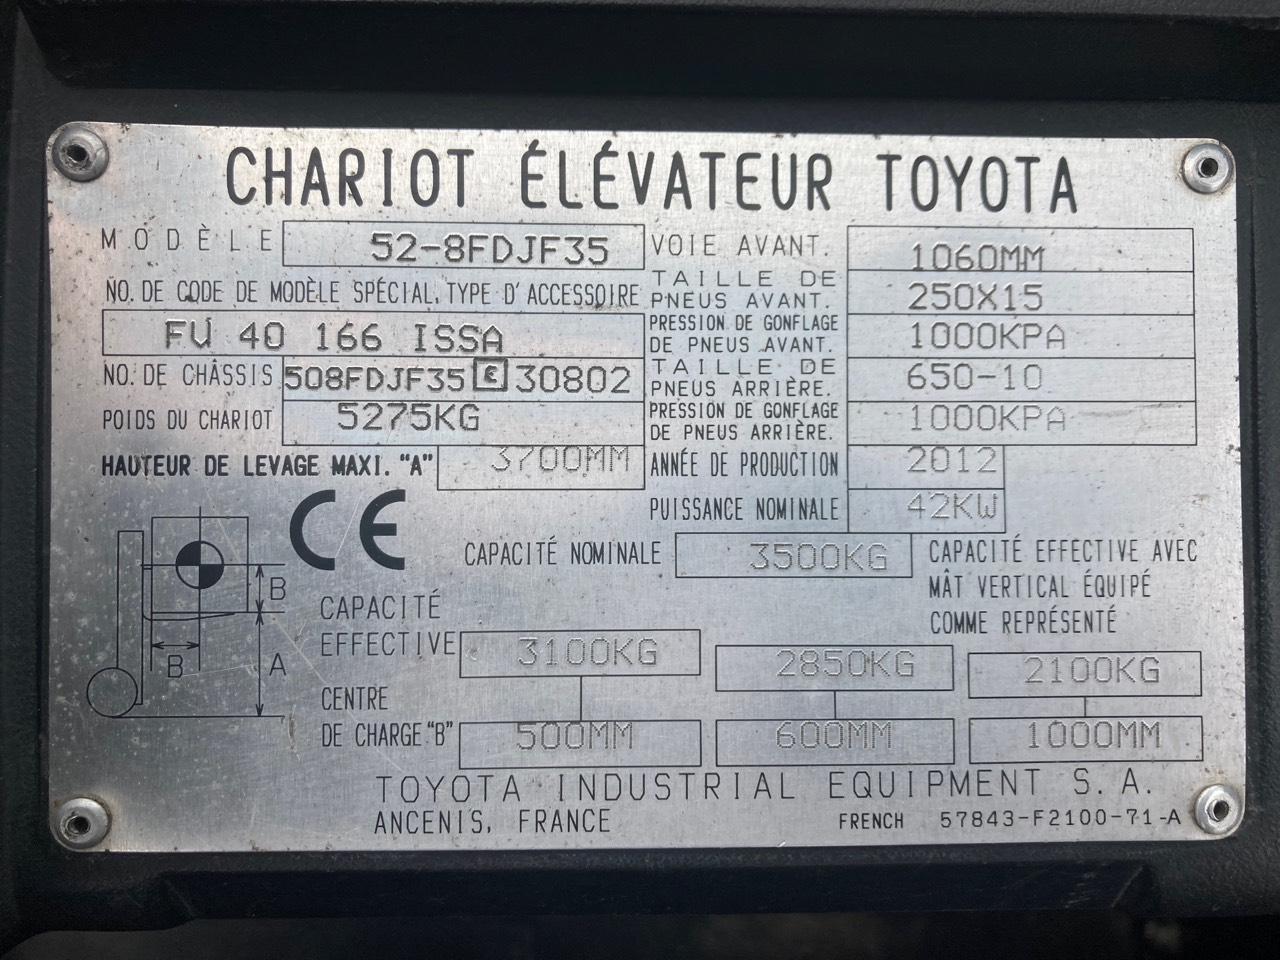 CHARIOT ÉLÉVATEUR TOYOTA
MODÈLE 52-8FDJF35
NO. DE CODE DE MODÈLE SPÉCIAL, TYPE D'ACCESSOIRE
FV 40 166 ISSA
NO. DE CHÂSSIS 508FDJF35 E 30802
POIDS DU CHARIOT 5275KG
HAUTEUR DE LEVAGE MAXI. "A" 3700MM
VOIE AVANT. 1060MM
TAILLE DE
PNEUS AVANT. 250X15
PRESSION DE GONFLAGE
DE PNEUS AVANT. 1000KPA
TAILLE DE
PNEUS ARRIÈRE. 650-10
PRESSION DE GONFLAGE
DE PNEUS ARRIÈRE. 1000KPA
ANNÉE DE PRODUCTION 2012
PUISSANCE NOMINALE 42KW
CE
CAPACITÉ NOMINALE 3500KG
CAPACITÉ EFFECTIVE AVEC
MÂT VERTICAL ÉQUIPÉ
COMME REPRÉSENTÉ
B
B
A
CAPACITÉ
EFFECTIVE 3100KG 2850KG 2100KG
CENTRE
DE CHARGE "B" 500MM 600MM 1000MM
TOYOTA INDUSTRIAL EQUIPMENT S.A.
ANCENIS, FRANCE
FRENCH 57843-F2100-71-A